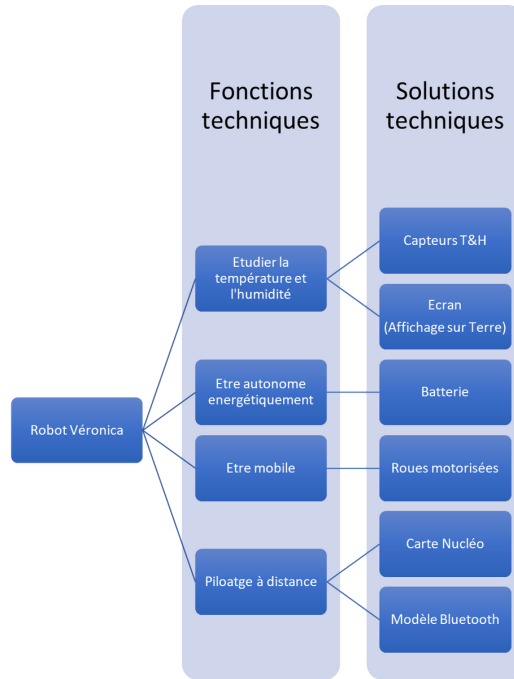 Fonctions
techniques
Solutions
techniques
Robot Véronica
Etudier la
température et
l'humidité
Capteurs T&H
Ecran
(Affichage sur Terre)
Etre autonome
energétiquement
Batterie
Etre mobile
Roues motorisées
Piloatge à distance
Carte Nucléo
Modèle Bluetooth